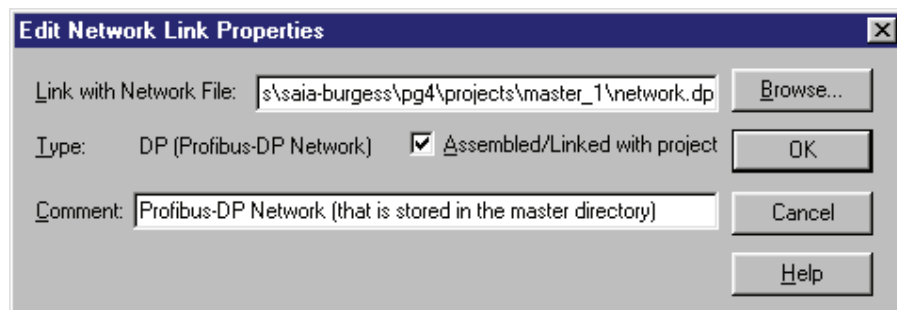 Edit Network Link Properties
Link with Network File: s\saia-burgess\pg4\projects\master_1\network.dp Browse...
Type: DP (Profibus-DP Network) Assembled/Linked with project OK
Comment: Profibus-DP Network (that is stored in the master directory) Cancel
Help